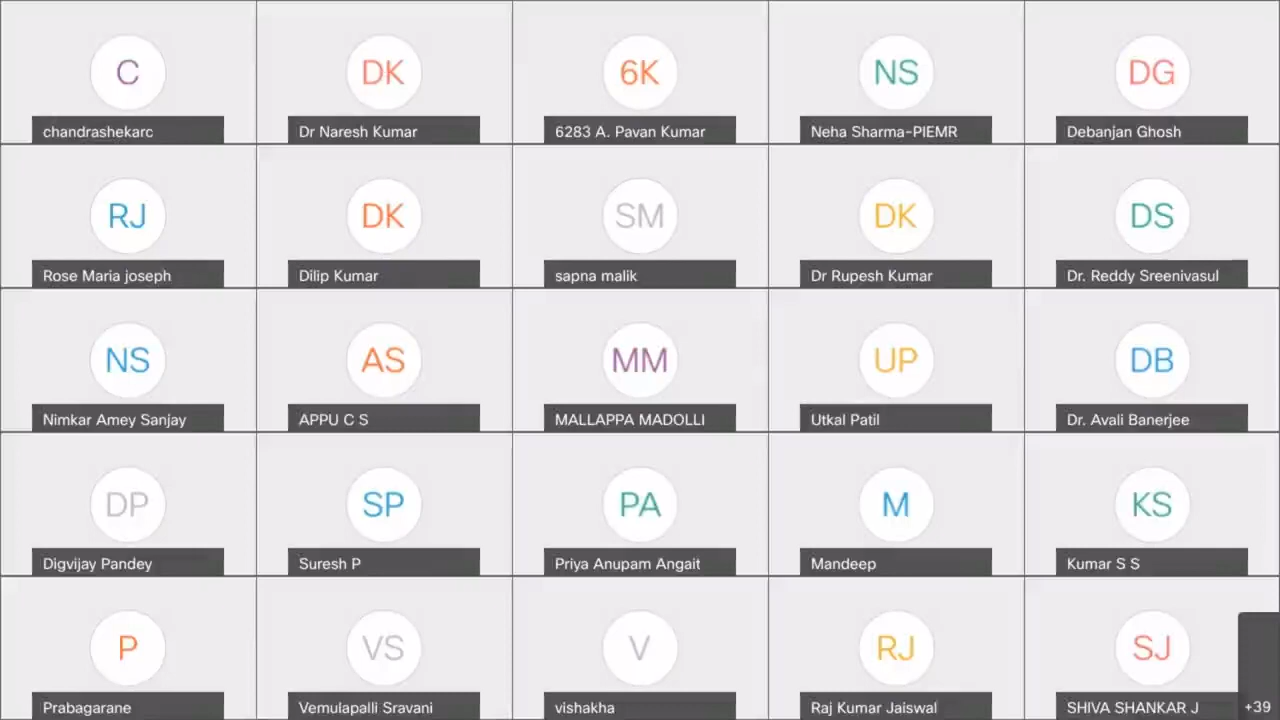 C
DK
6K
NS
DG
chandrashekarc
Dr Naresh Kumar
6283 A. Pavan Kumar
Neha Sharma-PIEMR
Debanjan Ghosh
RJ
DK
SM
DK
DS
Rose Maria joseph
Dilip Kumar
sapna malik
Dr Rupesh Kumar
Dr. Reddy Sreenivasul
NS
AS
MM
UP
DB
Nimkar Amey Sanjay
APPU C S
MALLAPPA MADOLLI
Utkal Patil
Dr. Avali Banerjee
DP
SP
PA
M
KS
Digvijay Pandey
Suresh P
Priya Anupam Angait
Mandeep
Kumar S S
P
VS
V
RJ
SJ
Prabagarane
Vemulapalli Sravani
vishakha
Raj Kumar Jaiswal
SHIVA SHANKAR J
+39